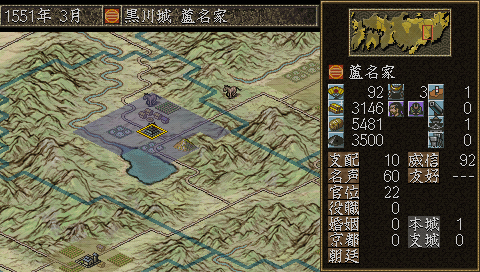 1551年 3月 黒川城 蘆名家
蘆名家
92 3 1
3146 0
5481 1
3500 0
支配 10 威信 92
名声 60 友好 ---
官位 22
役職 0
婚姻 0 本城 1
京都 0 支城 0
朝廷